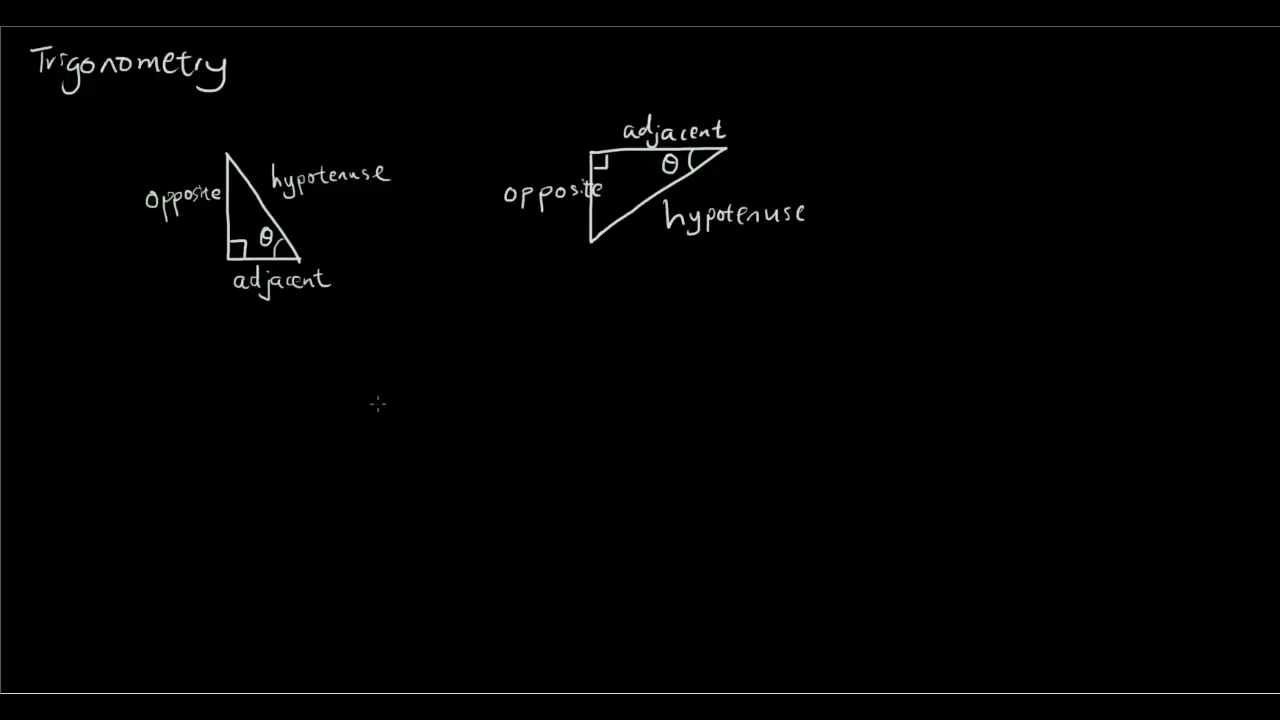 Trigonometry
opposite
hypotenuse
θ
adjacent
adjacent
θ
opposite
hypotenuse